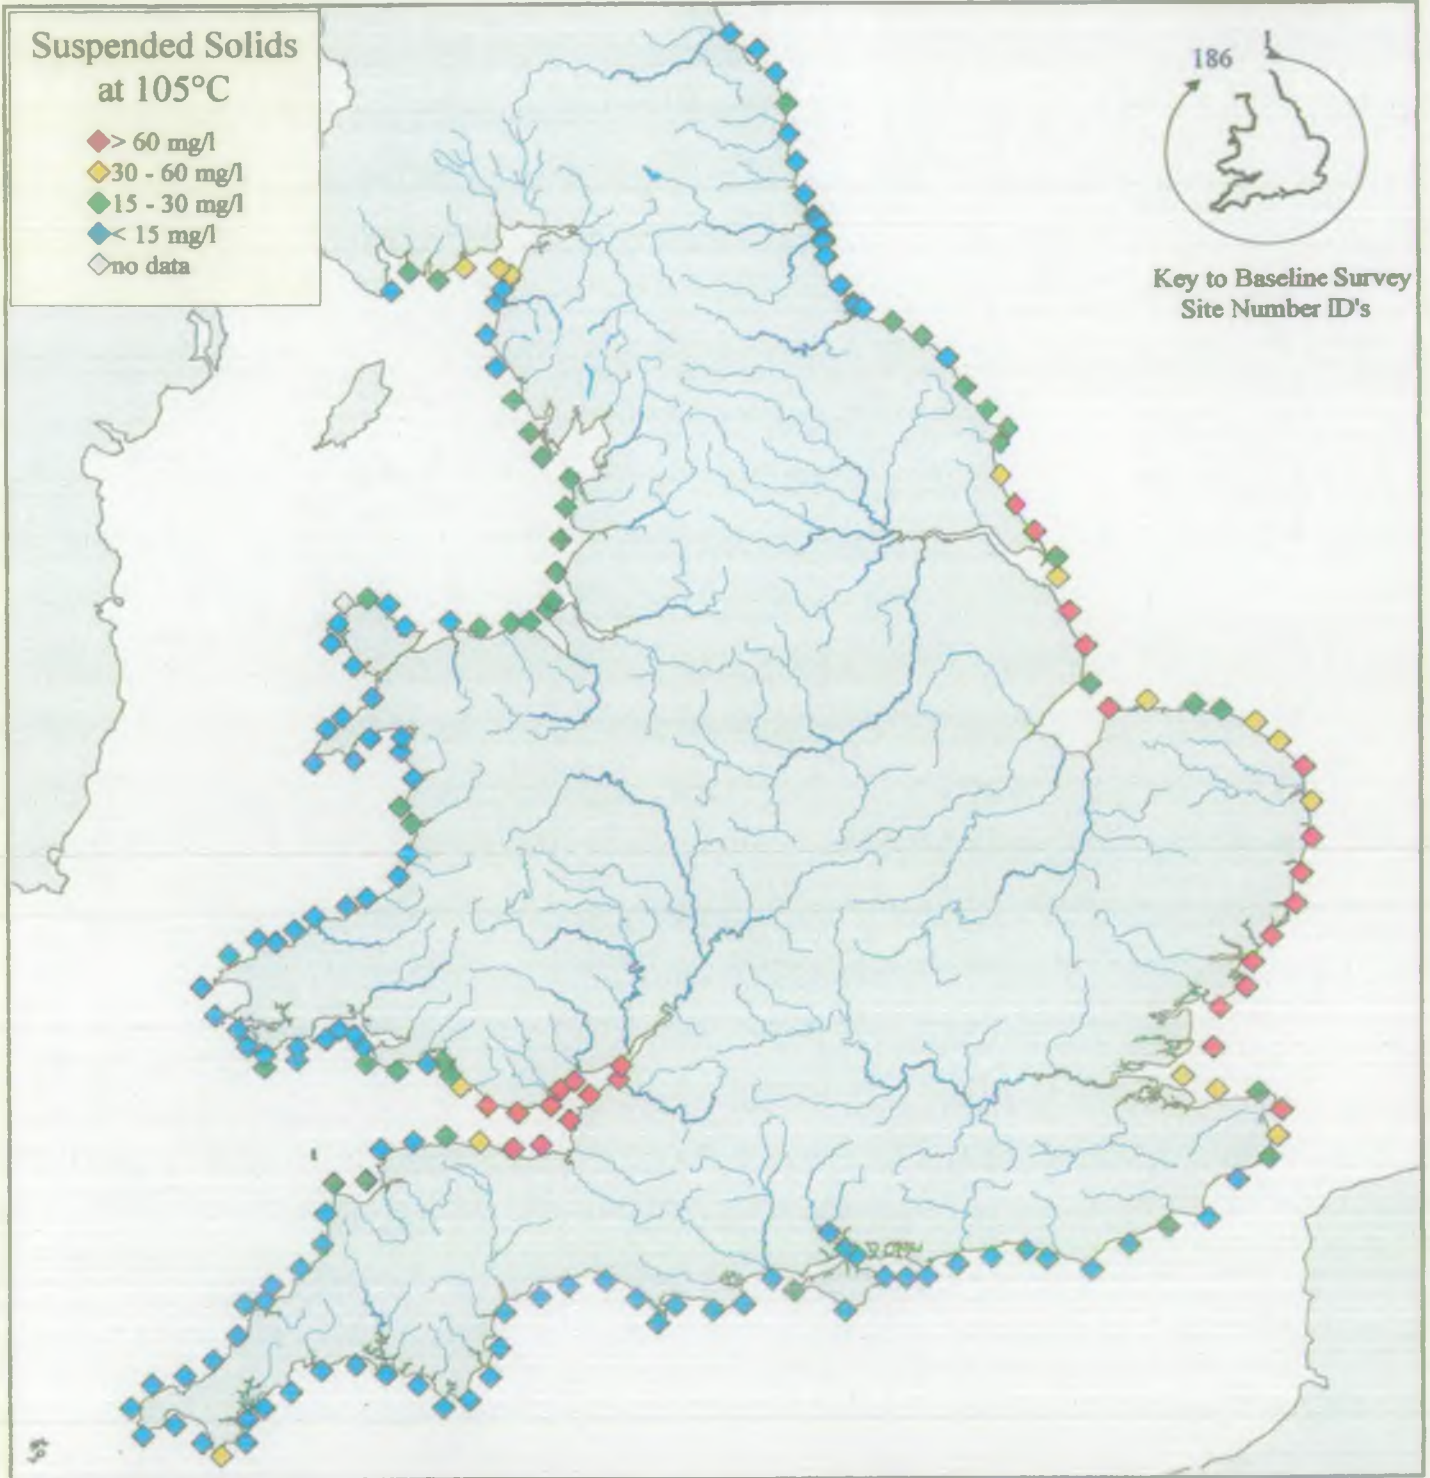 Suspended Solids
at 105°C
> 60 mg/l
30 - 60 mg/l
15 - 30 mg/l
< 15 mg/l
no data
1
186
Key to Baseline Survey
Site Number ID's